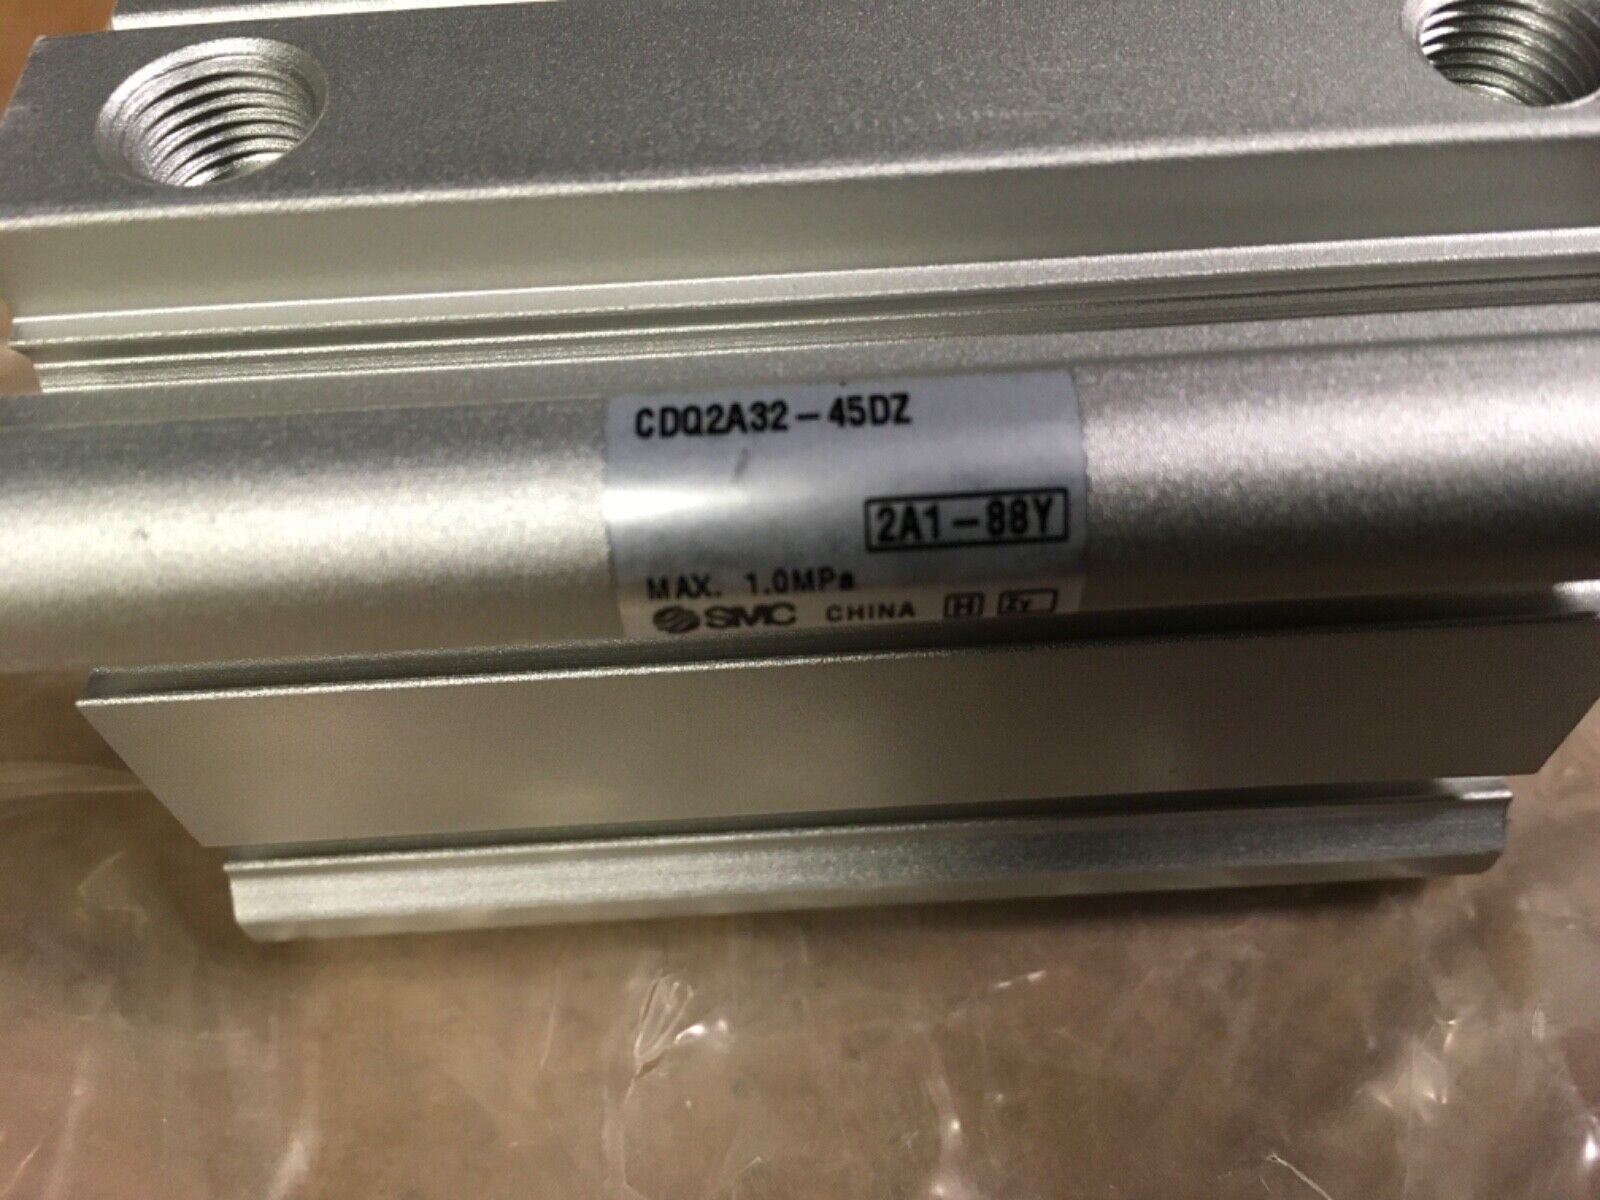 CDQ2A32-45DZ
2A1-88Y
MAX. 1.0MPa
SMC CHINA H